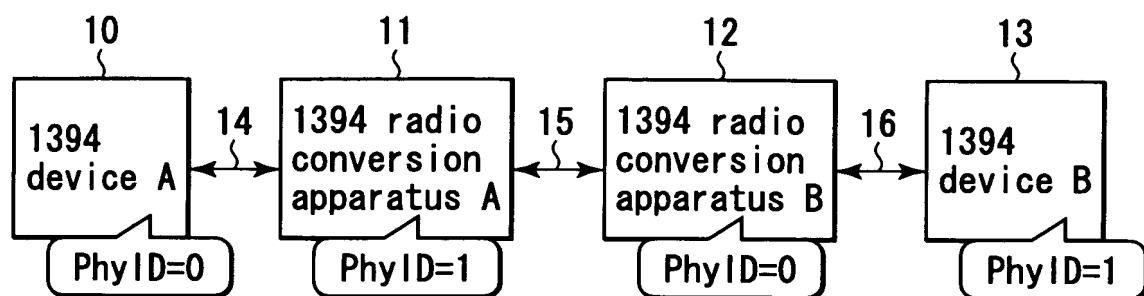 10
11
12
13
1394
device A
14
1394 radio
conversion
apparatus A
15
1394 radio
conversion
apparatus B
16
1394
device B
PhyID=0
PhyID=1
PhyID=0
PhyID=1